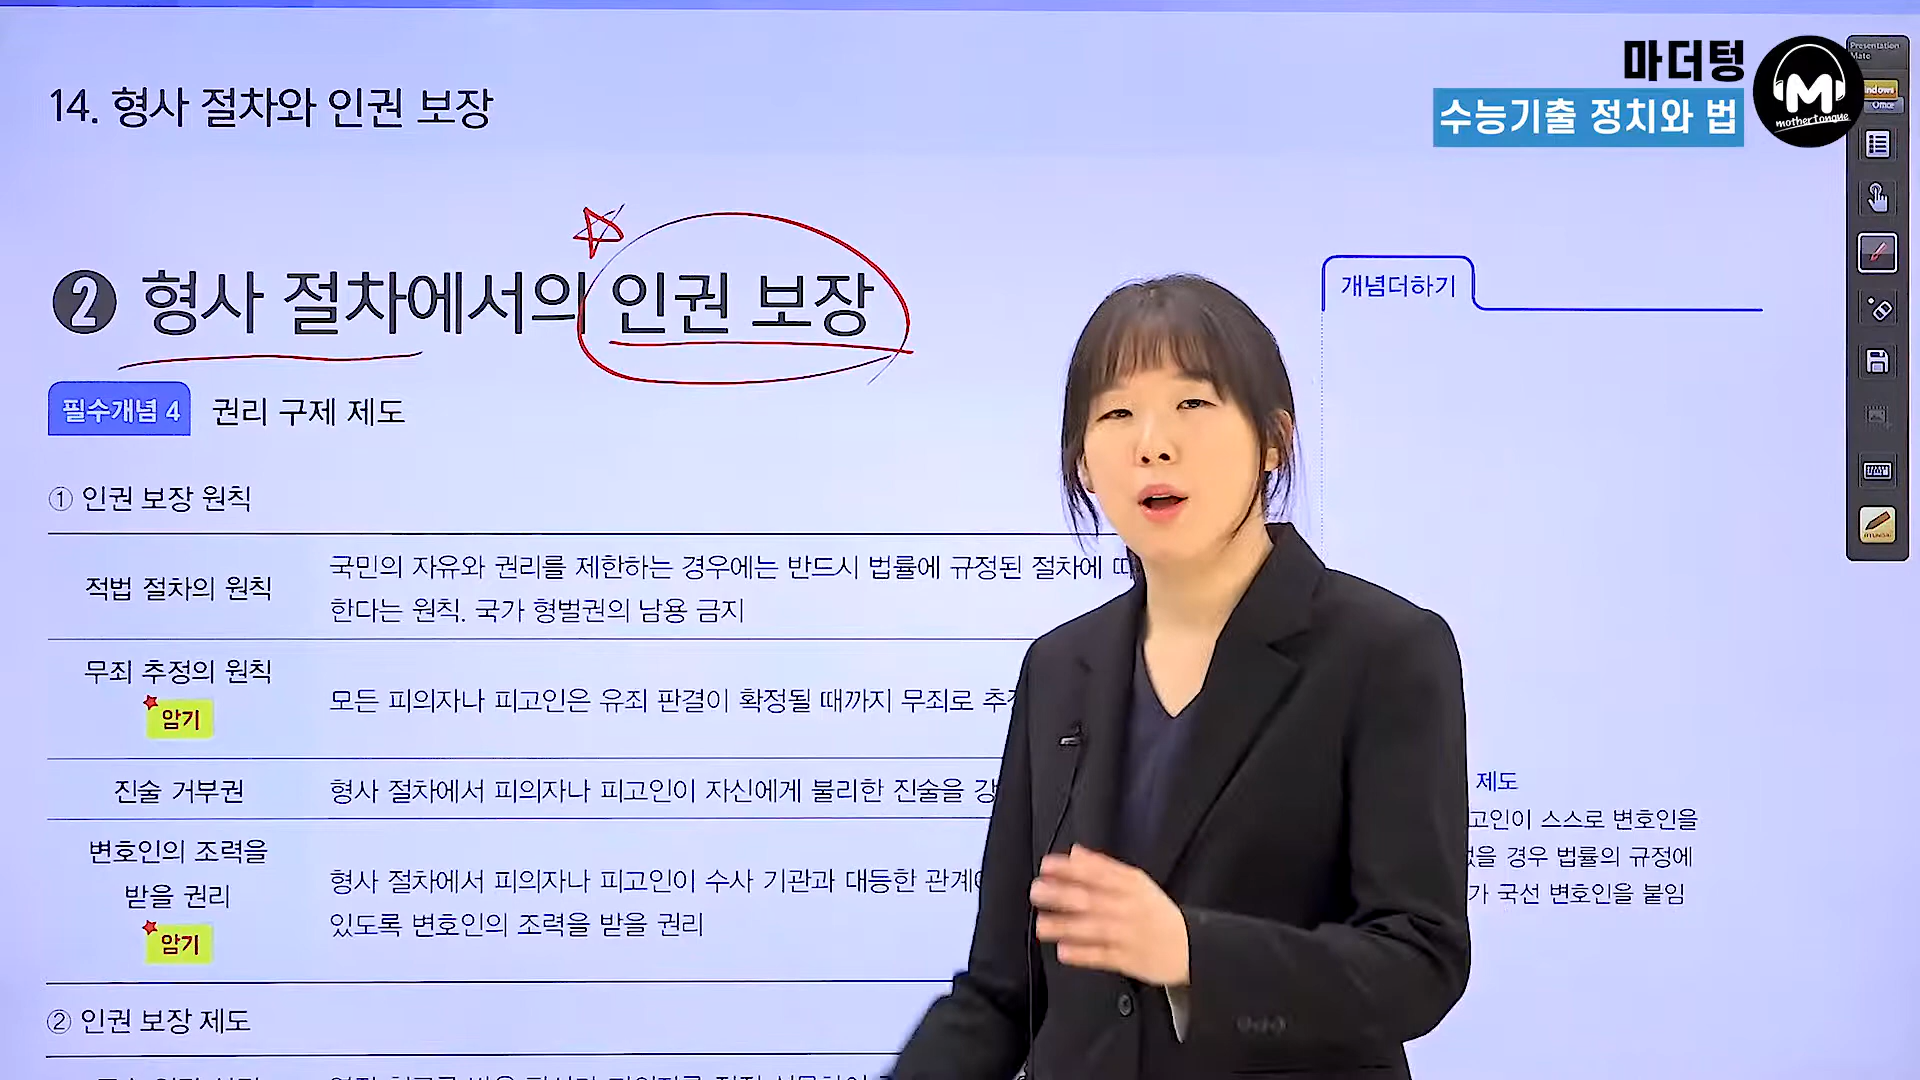 마더텅
수능기출 정치와 법
mothertongue
Presentation
Mate
14. 형사 절차와 인권 보장
❷ 형사 절차에서의 인권 보장
개념더하기
필수개념 4 권리 구제 제도
① 인권 보장 원칙
적법 절차의 원칙
국민의 자유와 권리를 제한하는 경우에는 반드시 법률에 규정된 절차에
한다는 원칙. 국가 형벌권의 남용 금지
무죄 추정의 원칙
암기
모든 피의자나 피고인은 유죄 판결이 확정될 때까지 무죄로
진술 거부권
형사 절차에서 피의자나 피고인이 자신에게 불리한 진술을
변호인의 조력을
받을 권리
암기
형사 절차에서 피의자나 피고인이 수사 기관과 대등한
있도록 변호인의 조력을 받을 권리
제도
고인이 스스로 변호인을
없을 경우 법률의 규정에
가 국선 변호인을 붙임
② 인권 보장 제도